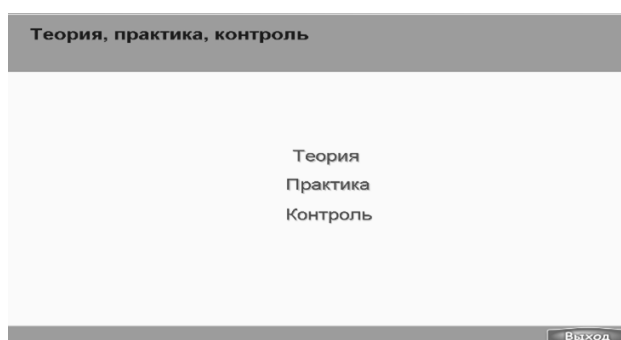 Теория, практика, контроль
Теория
Практика
Контроль
Выход